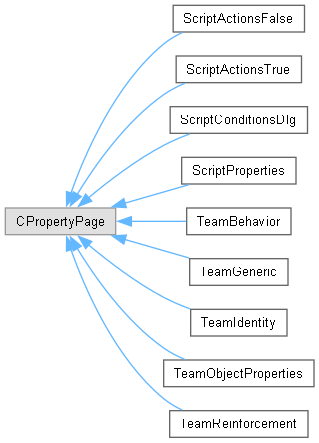 ScriptActionsFalse
ScriptActionsTrue
ScriptConditionsDlg
ScriptProperties
CPropertyPage
TeamBehavior
TeamGeneric
TeamIdentity
TeamObjectProperties
TeamReinforcement